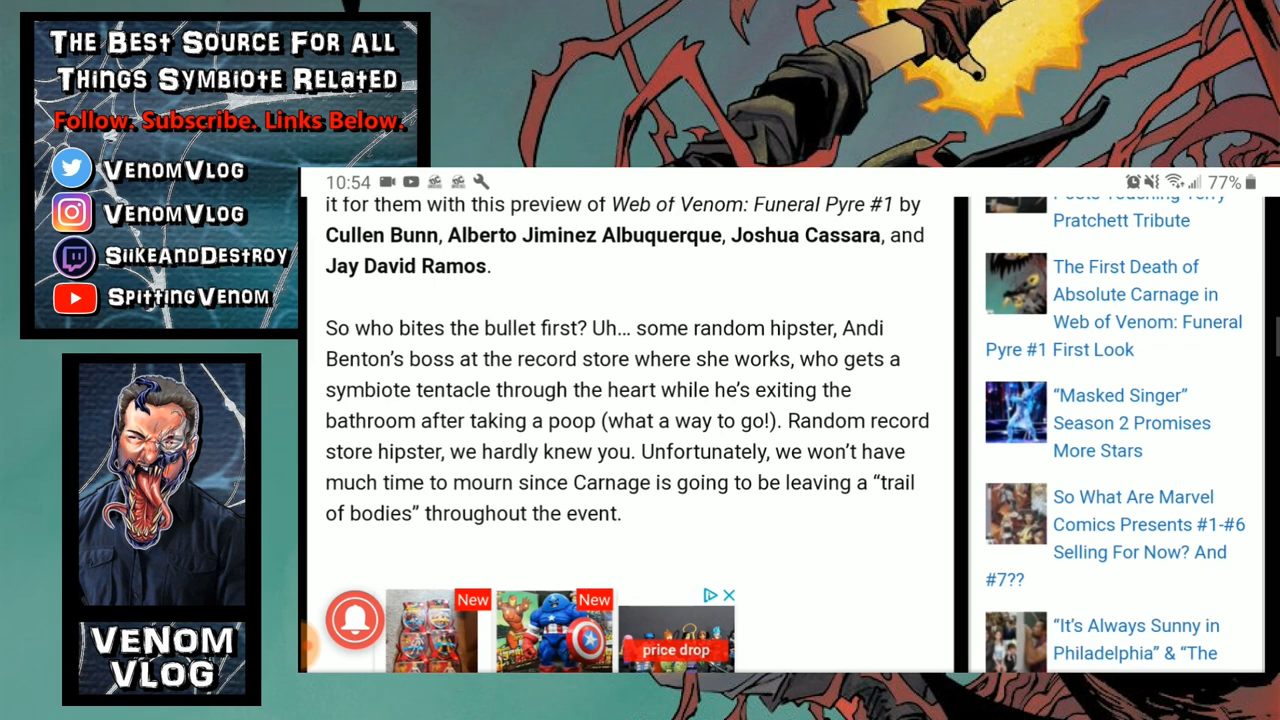 THE BEST SOURCE FOR ALL
THINGS SYMBIOTE RELATED
Follow. Subscribe. Links Below.
VENOMVLOG
VENOMVLOG
SIIKEANDDESTROY
SPITTINGVENOM
VENOM
VLOG
10:54
77%
it for them with this preview of Web of Venom: Funeral Pyre #1 by
Cullen Bunn, Alberto Jiminez Albuquerque, Joshua Cassara, and
Jay David Ramos.
So who bites the bullet first? Uh… some random hipster, Andi
Benton’s boss at the record store where she works, who gets a
symbiote tentacle through the heart while he’s exiting the
bathroom after taking a poop (what a way to go!). Random record
store hipster, we hardly knew you. Unfortunately, we won’t have
much time to mourn since Carnage is going to be leaving a “trail
of bodies” throughout the event.
New
New
price drop
Posts Touching Terry
Pratchett Tribute
The First Death of
Absolute Carnage in
Web of Venom: Funeral
Pyre #1 First Look
“Masked Singer”
Season 2 Promises
More Stars
So What Are Marvel
Comics Presents #1-#6
Selling For Now? And
#7??
“It’s Always Sunny in
Philadelphia” & “The